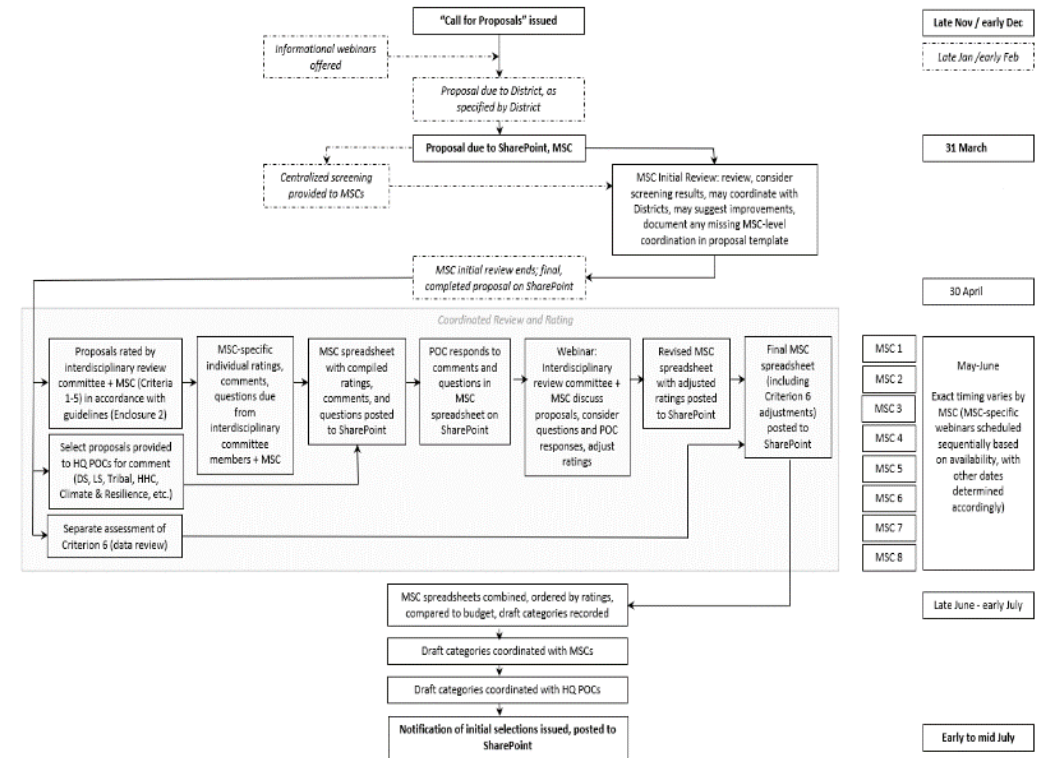 "Call for Proposals" issued
Late Nov / early Dec
Informational webinars
offered
Late Jan /early Feb
Proposal due to District, as
specified by District
Proposal due to SharePoint, MSC
31 March
Centralized screening
provided to MSCs
MSC Initial Review: review, consider
screening results, may coordinate with
Districts, may suggest improvements,
document any missing MSC-level
coordination in proposal template
MSC initial review ends; final,
completed proposal on SharePoint
30 April
Coordinated Review and Rating
Proposals rated by
interdisciplinary review
committee + MSC (Criteria
1-5) in accordance with
guidelines (Enclosure 2)
MSC-specific
individual ratings,
comments,
questions due
from
interdisciplinary
committee
members + MSC
MSC spreadsheet
with compiled
ratings,
comments, and
questions posted
to SharePoint
POC responds to
comments and
questions in
MSC
spreadsheet on
SharePoint
Webinar:
Interdisciplinary
review committee +
MSC discuss
proposals, consider
questions and POC
responses, adjust
ratings
Revised MSC
spreadsheet
with adjusted
ratings posted
to SharePoint
Final MSC
spreadsheet
(including
Criterion 6
adjustments)
posted to
SharePoint
Select proposals provided
to HQ POCs for comment
(DS, LS, Tribal, HHC,
Climate & Resilience, etc.)
Separate assessment of
Criterion 6 (data review)
MSC 1
MSC 2
MSC 3
MSC 4
MSC 5
MSC 6
MSC 7
MSC 8
May-June
Exact timing varies by
MSC (MSC-specific
webinars scheduled
sequentially based
on availability, with
other dates
determined
accordingly)
MSC spreadsheets combined, ordered by ratings,
compared to budget, draft categories recorded
Late June - early July
Draft categories coordinated with MSCs
Draft categories coordinated with HQ POCs
Notification of initial selections issued, posted to
SharePoint
Early to mid July